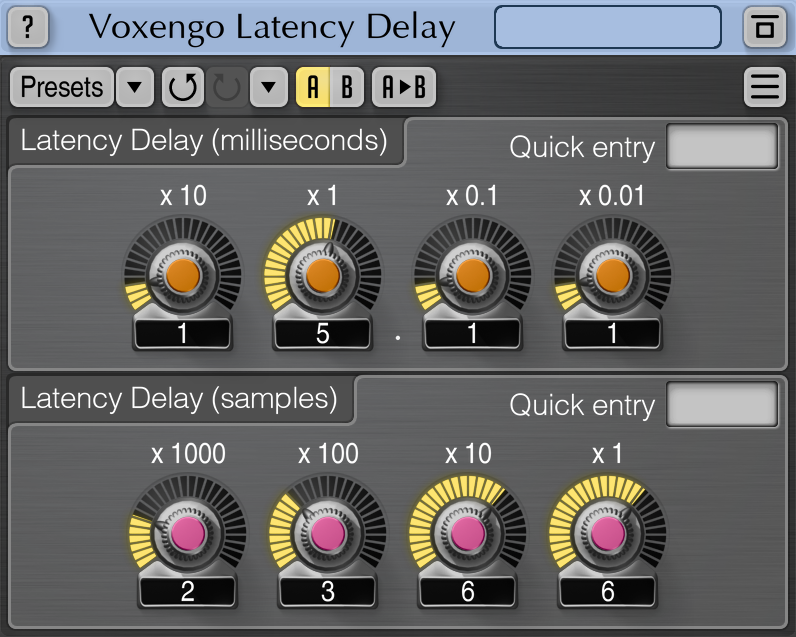 ? Voxengo Latency Delay
Presets A B A▶B
Latency Delay (milliseconds) Quick entry
x 10 x 1 x 0.1 x 0.01
1 5 . 1 1
Latency Delay (samples) Quick entry
x 1000 x 100 x 10 x 1
2 3 6 6